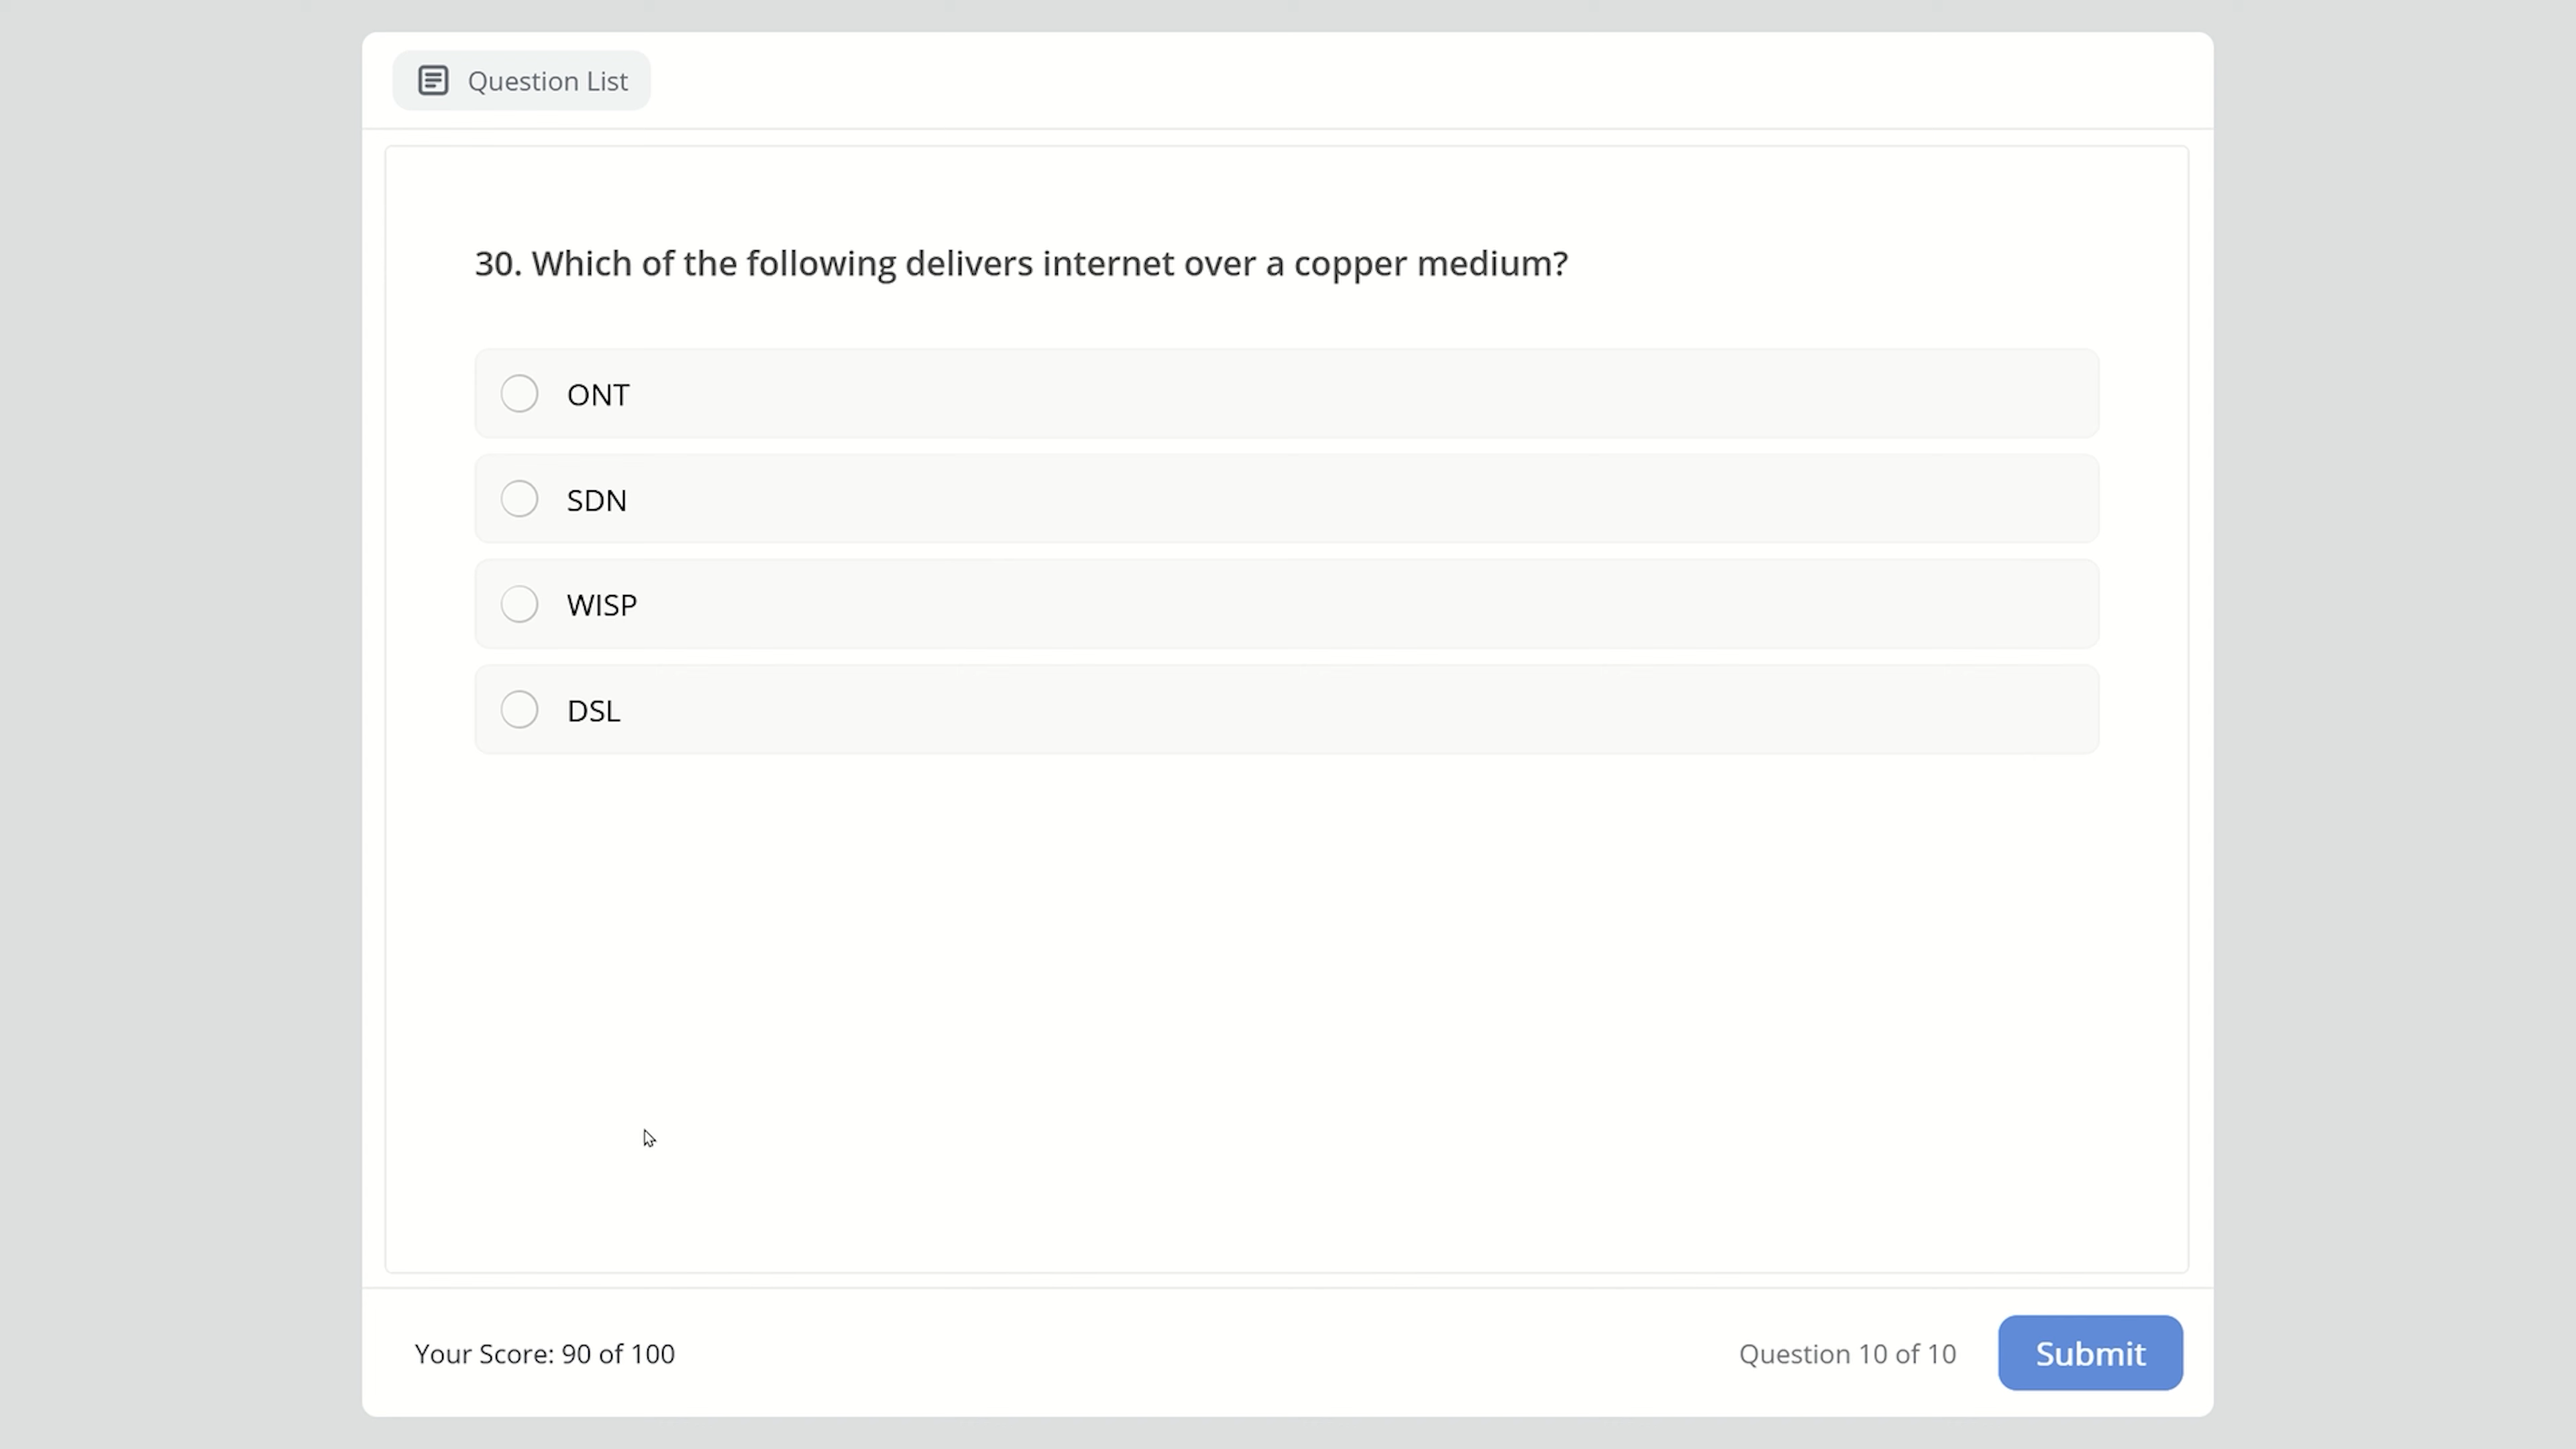 Question List
30. Which of the following delivers internet over a copper medium?
ONT
SDN
WISP
DSL
Your Score: 90 of 100
Question 10 of 10
Submit